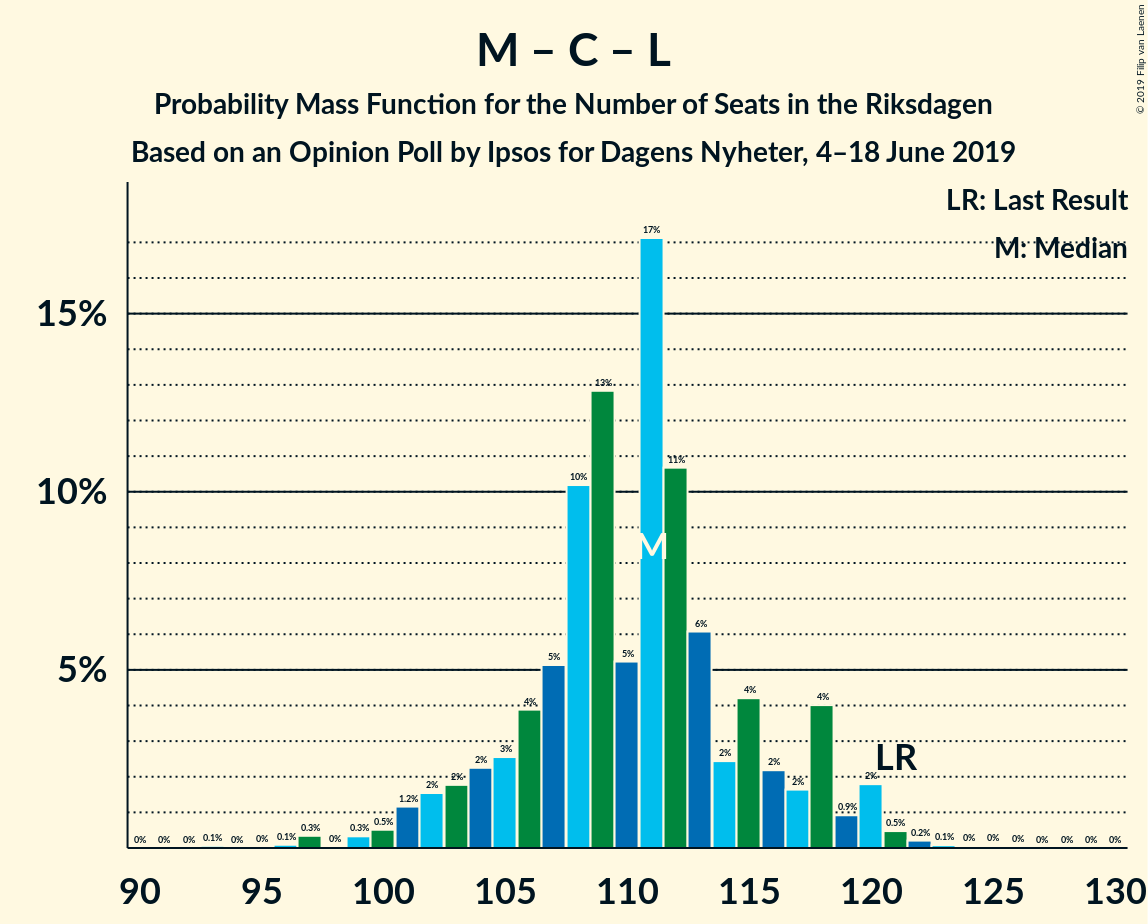 M – C – L
Probability Mass Function for the Number of Seats in the Riksdagen
Based on an Opinion Poll by Ipsos for Dagens Nyheter, 4–18 June 2019
© 2019 Filip van Laenen
LR: Last Result
M: Median
15%
10%
5%
0% 0% 0% 0.1% 0% 0% 0.1% 0.3% 0% 0.3% 0.5% 1.2% 2% 2% 2% 3% 4% 5% 10% 13% 5% 17% 11% 6% 2% 4% 2% 2% 4% 0.9% 2% 0.5% 0.2% 0.1% 0% 0% 0% 0% 0% 0% 0%
M
LR
90 95 100 105 110 115 120 125 130